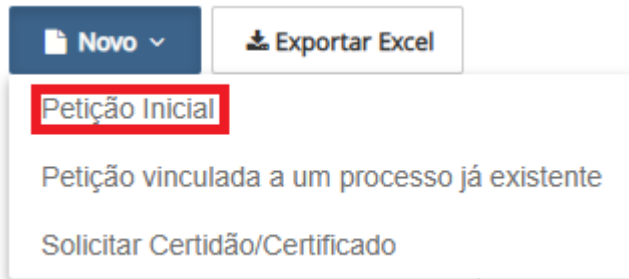 Novo Exportar Excel
Petição Inicial
Petição vinculada a um processo já existente
Solicitar Certidão/Certificado